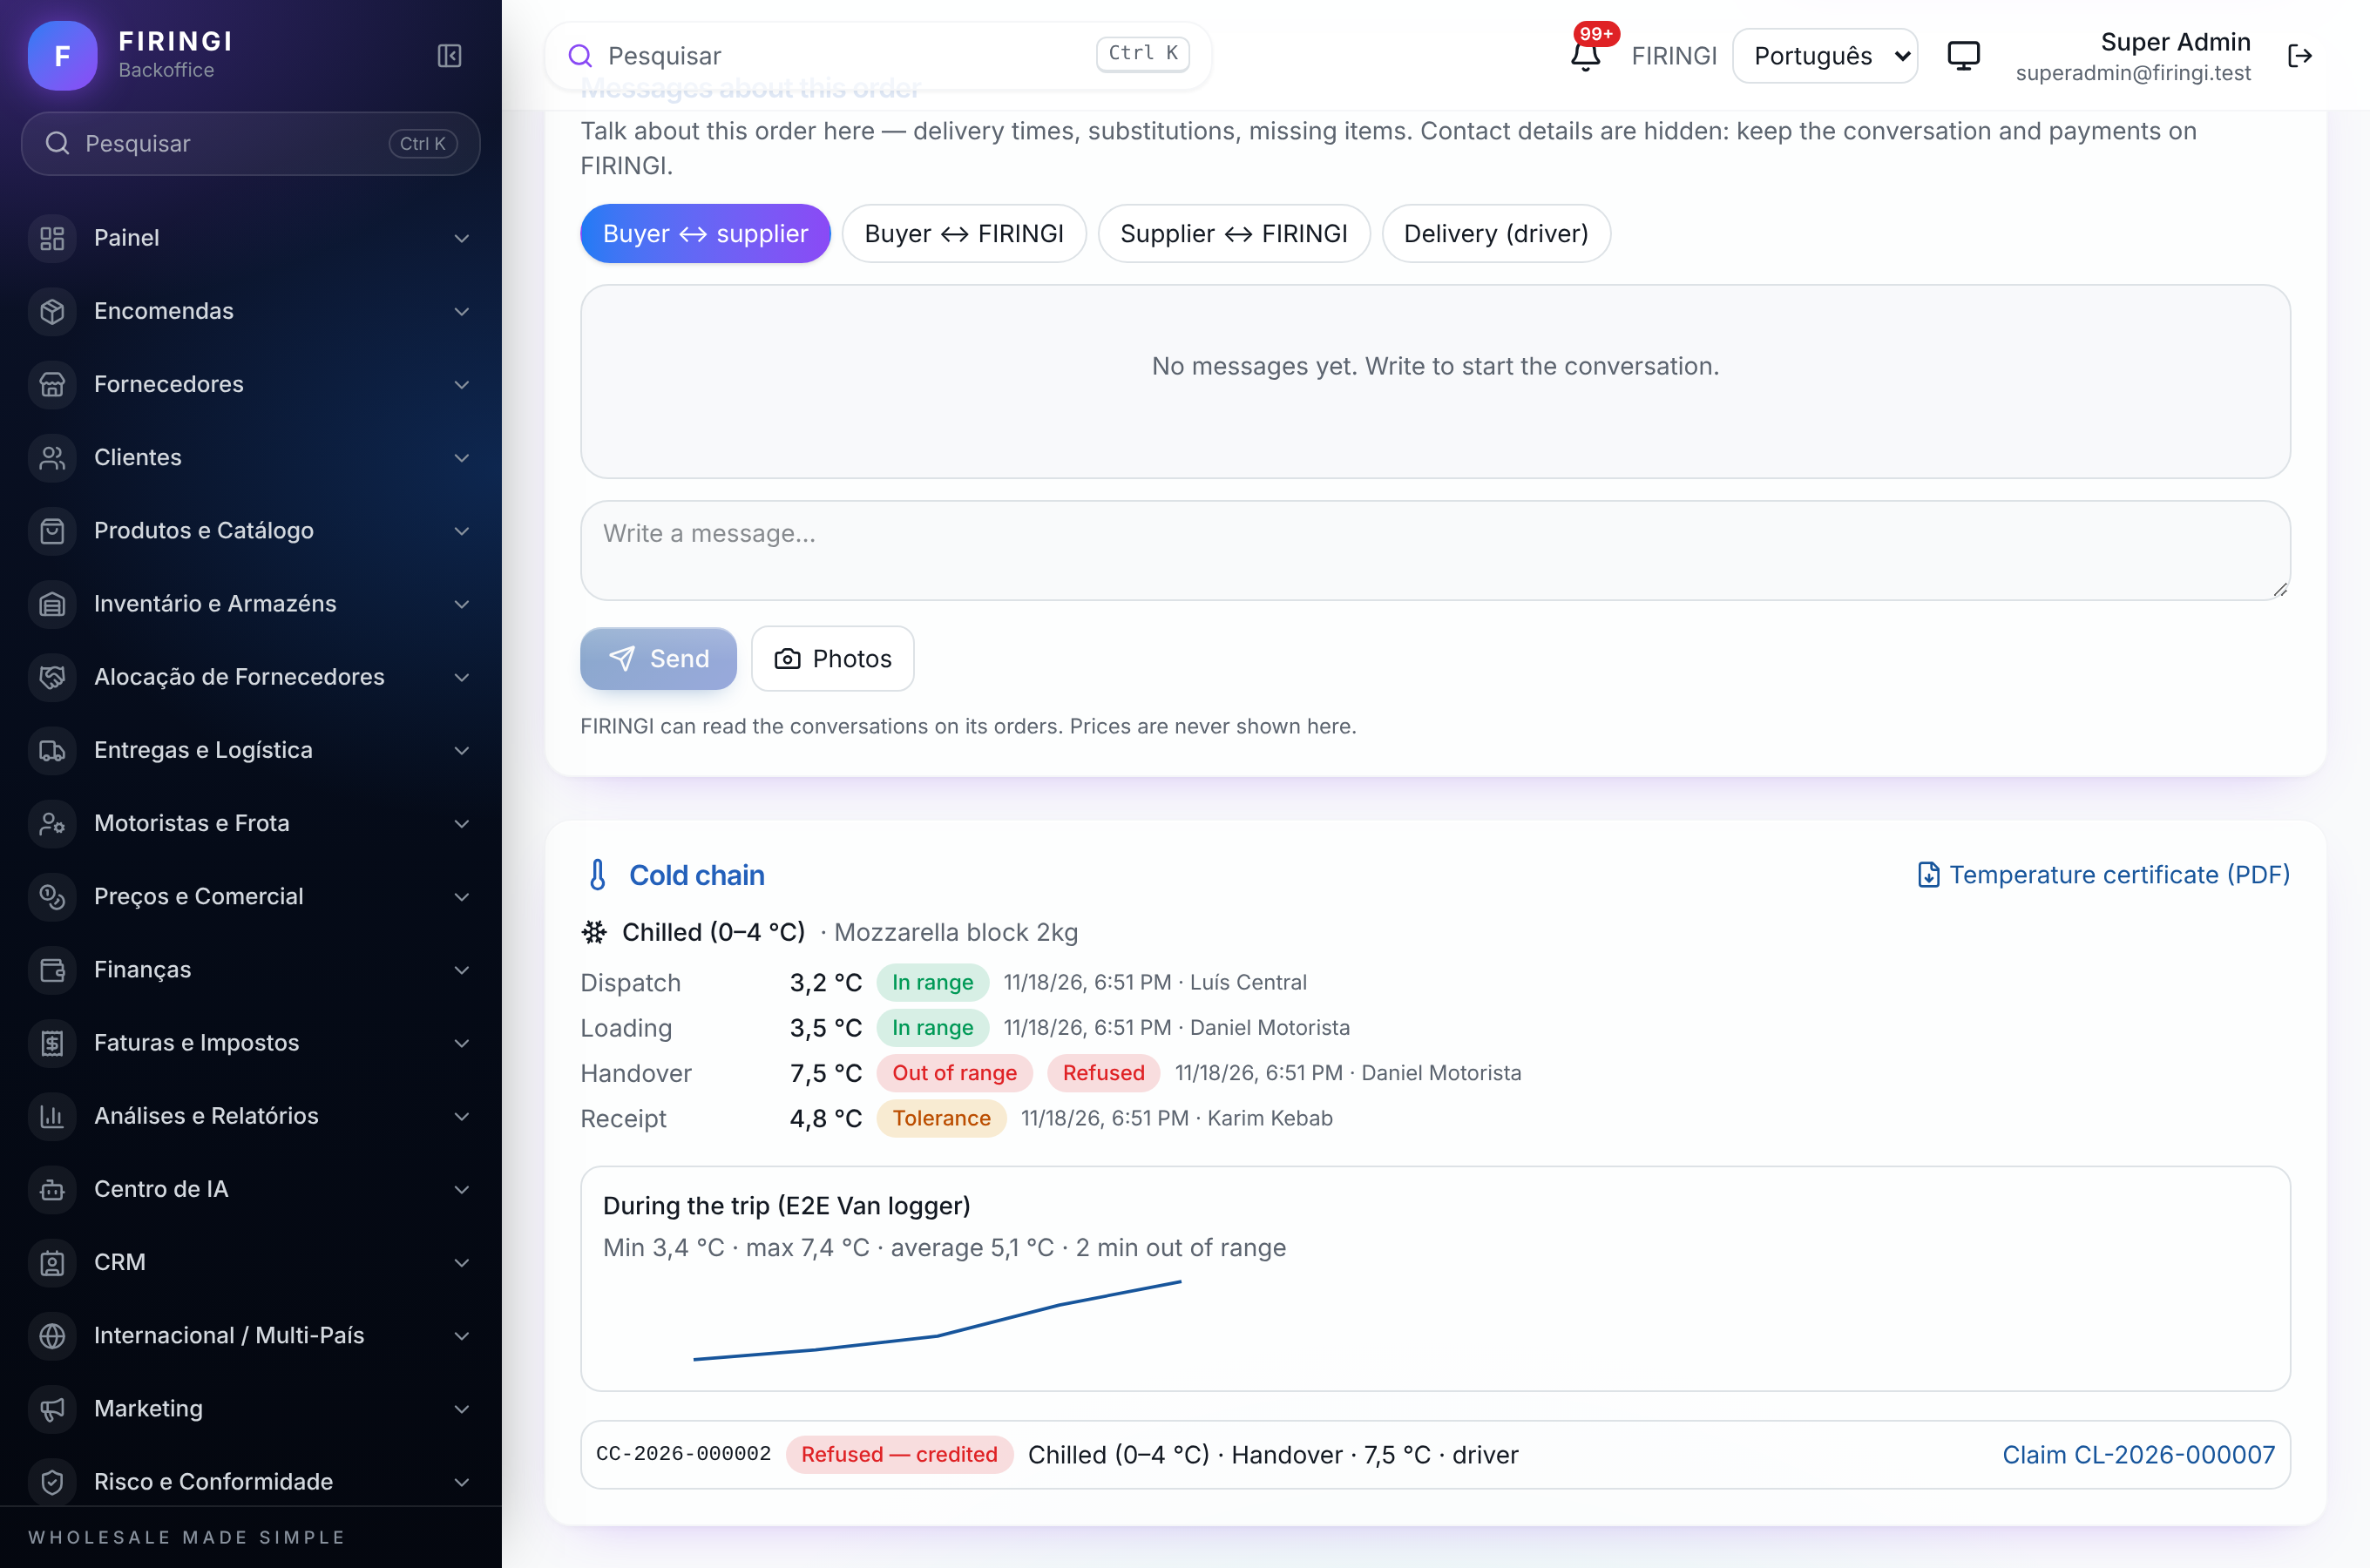 F
FIRINGI
Backoffice
Pesquisar
Ctrl K
Painel
Encomendas
Fornecedores
Clientes
Produtos e Catálogo
Inventário e Armazéns
Alocação de Fornecedores
Entregas e Logística
Motoristas e Frota
Preços e Comercial
Finanças
Faturas e Impostos
Análises e Relatórios
Centro de IA
CRM
Internacional / Multi-País
Marketing
Risco e Conformidade
WHOLESALE MADE SIMPLE
Pesquisar
Ctrl K
99+
FIRINGI
Português
Super Admin
superadmin@firingi.test
Messages about this order
Talk about this order here — delivery times, substitutions, missing items. Contact details are hidden: keep the conversation and payments on
FIRINGI.
Buyer ↔ supplier
Buyer ↔ FIRINGI
Supplier ↔ FIRINGI
Delivery (driver)
No messages yet. Write to start the conversation.
Write a message...
Send
Photos
FIRINGI can read the conversations on its orders. Prices are never shown here.
Cold chain
Temperature certificate (PDF)
Chilled (0–4 °C) · Mozzarella block 2kg
Dispatch 3,2 °C In range 11/18/26, 6:51 PM · Luís Central
Loading 3,5 °C In range 11/18/26, 6:51 PM · Daniel Motorista
Handover 7,5 °C Out of range Refused 11/18/26, 6:51 PM · Daniel Motorista
Receipt 4,8 °C Tolerance 11/18/26, 6:51 PM · Karim Kebab
During the trip (E2E Van logger)
Min 3,4 °C · max 7,4 °C · average 5,1 °C · 2 min out of range
CC-2026-000002 Refused — credited Chilled (0–4 °C) · Handover · 7,5 °C · driver
Claim CL-2026-000007